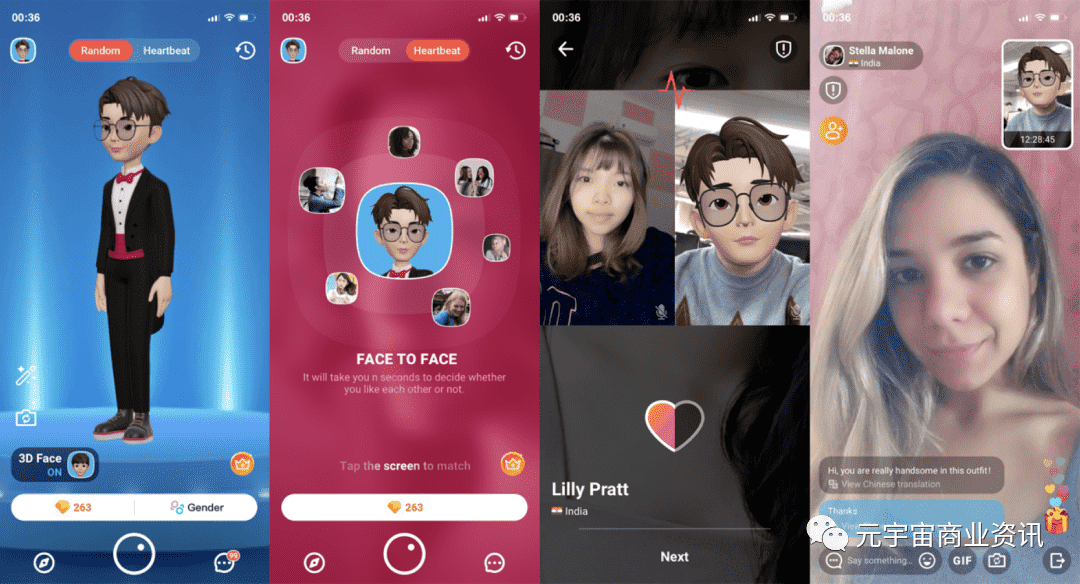 00:36
Random
Heartbeat
3D Face
ON
263
Gender
99
00:36
Random
Heartbeat
FACE TO FACE
It will take you n seconds to decide whether
you like each other or not.
Tap the screen to match
263
00:36
Lilly Pratt
India
Next
00:36
Stella Malone
India
12:28:45
Hi, you are really handsome in this outfit!
View Chinese translation
Thanks
View
元宇宙商业资讯
Say something...
GIF